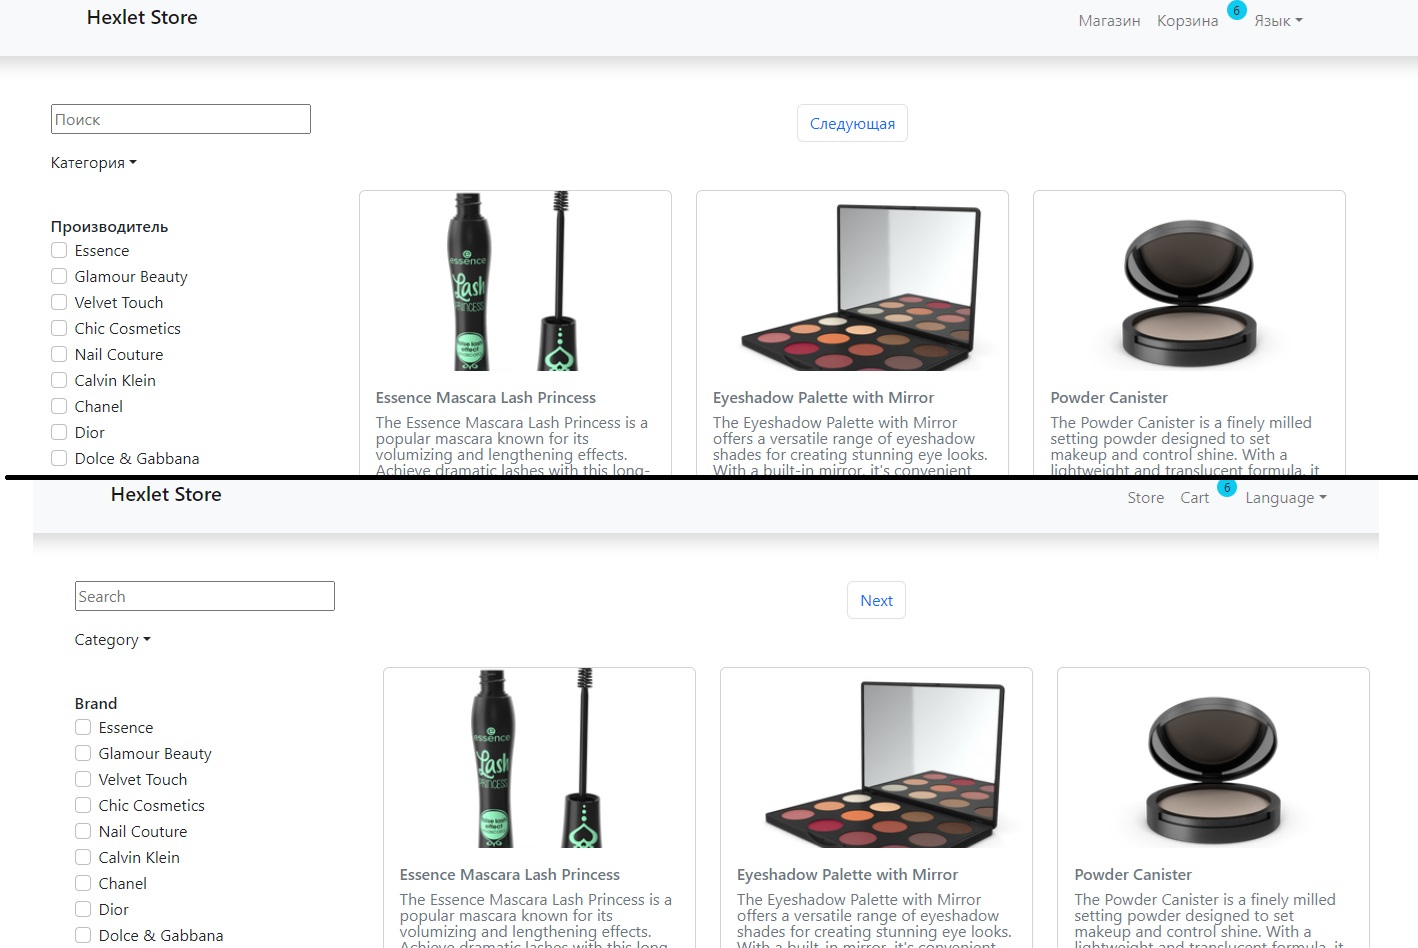 Hexlet Store
Магазин Корзина 6 Язык
Поиск
Следующая
Категория
Производитель
Essence
Glamour Beauty
Velvet Touch
Chic Cosmetics
Nail Couture
Calvin Klein
Chanel
Dior
Dolce & Gabbana
essence
Lash
PRINCESS
false lash
effect
Essence Mascara Lash Princess
The Essence Mascara Lash Princess is a
popular mascara known for its
volumizing and lengthening effects.
Achieve dramatic lashes with this long-
Eyeshadow Palette with Mirror
The Eyeshadow Palette with Mirror
offers a versatile range of eyeshadow
shades for creating stunning eye looks.
With a built-in mirror, it's convenient
Powder Canister
The Powder Canister is a finely milled
setting powder designed to set
makeup and control shine. With a
lightweight and translucent formula, it
Hexlet Store
Store Cart 6 Language
Search
Next
Category
Brand
Essence
Glamour Beauty
Velvet Touch
Chic Cosmetics
Nail Couture
Calvin Klein
Chanel
Dior
Dolce & Gabbana
essence
Lash
PRINCESS
false lash
effect
Essence Mascara Lash Princess
The Essence Mascara Lash Princess is a
popular mascara known for its
volumizing and lengthening effects.
Achieve dramatic lashes with this long-
Eyeshadow Palette with Mirror
The Eyeshadow Palette with Mirror
offers a versatile range of eyeshadow
shades for creating stunning eye looks.
With a built-in mirror, it's convenient
Powder Canister
The Powder Canister is a finely milled
setting powder designed to set
makeup and control shine. With a
lightweight and translucent formula, it